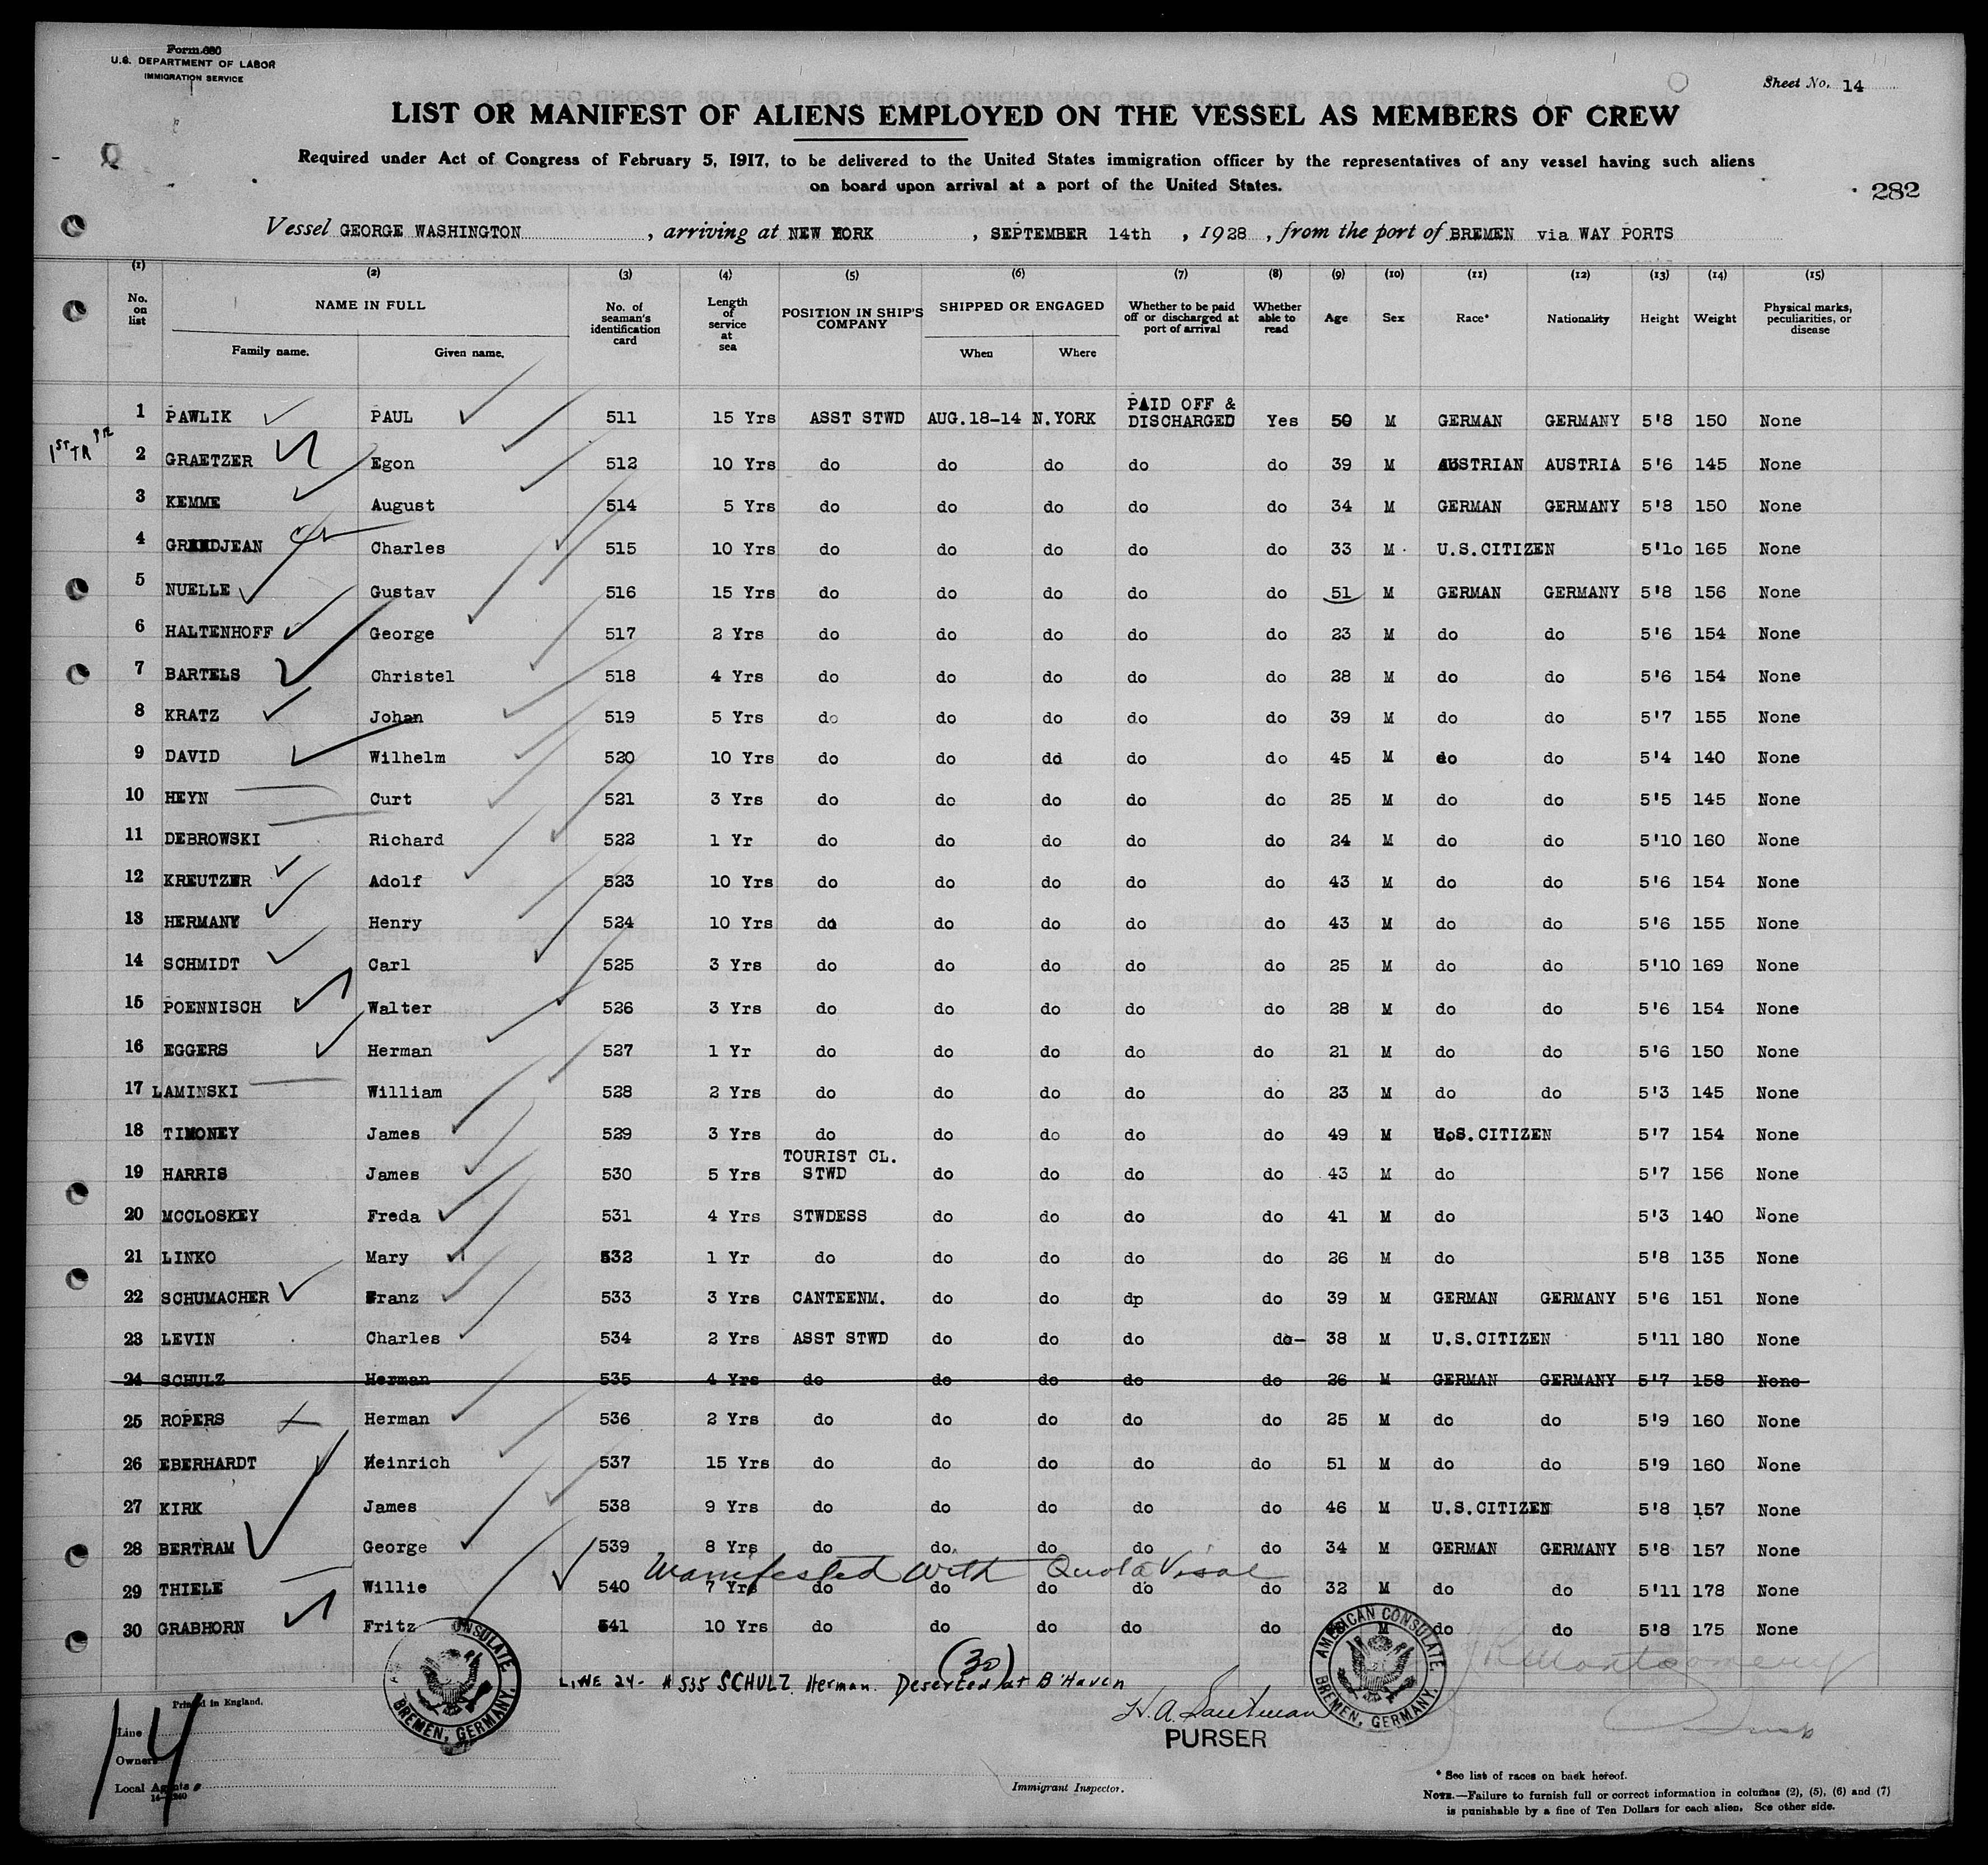 Form 680
U.S. DEPARTMENT OF LABOR
IMMIGRATION SERVICE
Sheet No. 14
LIST OR MANIFEST OF ALIENS EMPLOYED ON THE VESSEL AS MEMBERS OF CREW
Required under Act of Congress of February 5, 1917, to be delivered to the United States immigration officer by the representatives of any vessel having such aliens
on board upon arrival at a port of the United States.
282
Vessel GEORGE WASHINGTON, arriving at NEW YORK, SEPTEMBER 14th, 1928, from the port of BREMEN via WAY PORTS
(1) (2) (3) (4) (5) (6) (7) (8) (9) (10) (11) (12) (13) (14) (15)
No. on list NAME IN FULL Family name. Given name. No. of seaman's identification card Length of service at sea POSITION IN SHIP'S COMPANY SHIPPED OR ENGAGED When Where Whether to be paid off or discharged at port of arrival Whether able to read Age Sex Race* Nationality Height Weight Physical marks, peculiarities, or disease
1 PAWLIK PAUL 511 15 Yrs ASST STWD AUG.18-14 N.YORK PAID OFF & DISCHARGED Yes 50 M GERMAN GERMANY 5'8 150 None
1ST TR
2 GRAETZER Egon 512 10 Yrs do do do do do 39 M AUSTRIAN AUSTRIA 5'6 145 None
3 KEMME August 514 5 Yrs do do do do do 34 M GERMAN GERMANY 5'8 150 None
4 GRANDJEAN Charles 515 10 Yrs do do do do do 33 M U.S.CITIZEN 5'10 165 None
5 NUELLE Gustav 516 15 Yrs do do do do do 51 M GERMAN GERMANY 5'8 156 None
6 HALTENHOFF George 517 2 Yrs do do do do do 23 M do do 5'6 154 None
7 BARTELS Christel 518 4 Yrs do do do do do 28 M do do 5'6 154 None
8 KRATZ Johan 519 5 Yrs do do do do do 39 M do do 5'7 155 None
9 DAVID Wilhelm 520 10 Yrs do do dd do do 45 M do do 5'4 140 None
10 HEYN Curt 521 3 Yrs do do do do do 25 M do do 5'5 145 None
11 DEBROWSKI Richard 522 1 Yr do do do do do 24 M do do 5'10 160 None
12 KREUTZER Adolf 523 10 Yrs do do do do do 43 M do do 5'6 154 None
13 HERMANY Henry 524 10 Yrs do do do do do 43 M do do 5'6 155 None
14 SCHMIDT Carl 525 3 Yrs do do do do do 25 M do do 5'10 169 None
15 POENNISCH Walter 526 3 Yrs do do do do do 28 M do do 5'6 154 None
16 EGGERS Herman 527 1 Yr do do do do do 21 M do do 5'6 150 None
17 LAMINSKI William 528 2 Yrs do do do do do 23 M do do 5'3 145 None
18 TIMONEY James 529 3 Yrs do do do do do 49 M U.S.CITIZEN 5'7 154 None
19 HARRIS James 530 5 Yrs TOURIST CL. STWD do do do do 43 M do 5'7 156 None
20 MCCLOSKEY Freda 531 4 Yrs STWDESS do do do do 41 M do 5'3 140 None
21 LINKO Mary 532 1 Yr do do do do do 26 M do 5'8 135 None
22 SCHUMACHER Franz 533 3 Yrs CANTEENM. do do dp do 39 M GERMAN GERMANY 5'6 151 None
23 LEVIN Charles 534 2 Yrs ASST STWD do do do do- 38 M U.S.CITIZEN 5'11 180 None
24 SCHULZ Herman 535 4 Yrs do do do do do 26 M GERMAN GERMANY 5'7 158 None
25 ROPERS Herman 536 2 Yrs do do do do do 25 M do do 5'9 160 None
26 EBERHARDT Heinrich 537 15 Yrs do do do do do 51 M do do 5'9 160 None
27 KIRK James 538 9 Yrs do do do do do 46 M U.S.CITIZEN 5'8 157 None
28 BERTRAM George 539 8 Yrs do do do do do 34 M GERMAN GERMANY 5'8 157 None
Manifested With Quota Visa
29 THIELE Willie 540 7 Yrs do do do do do 32 M do do 5'11 178 None
30 GRABHORN Fritz 541 10 Yrs do do do do do M do do 5'8 175 None
CONSULATE BREMEN, GERMANY.
AMERICAN CONSULATE. BREMEN, GERMANY.
(30)
LINE 24- # 535 SCHULZ. Herman. Deserted at B'Haven
R Montgomery
H. A.
PURSER
14
Printed in England.
Line
Owners
Local Agents
Immigrant Inspector.
* See list of races on back hereof.
NOTE.—Failure to furnish full or correct information in columns (2), (5), (6) and (7)
is punishable by a fine of Ten Dollars for each alien. See other side.